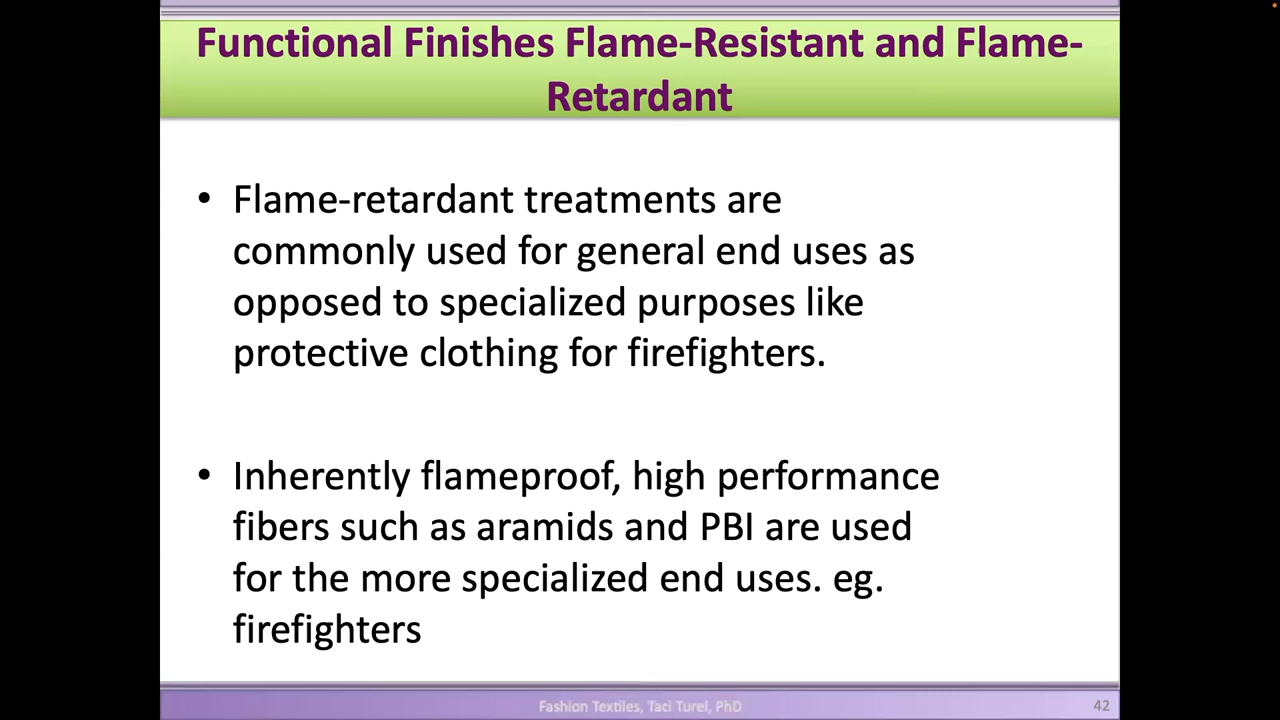 Functional Finishes Flame-Resistant and Flame-
Retardant
• Flame-retardant treatments are
commonly used for general end uses as
opposed to specialized purposes like
protective clothing for firefighters.
• Inherently flameproof, high performance
fibers such as aramids and PBI are used
for the more specialized end uses. eg.
firefighters
Fashion Textiles, Taci Turel, PhD
42